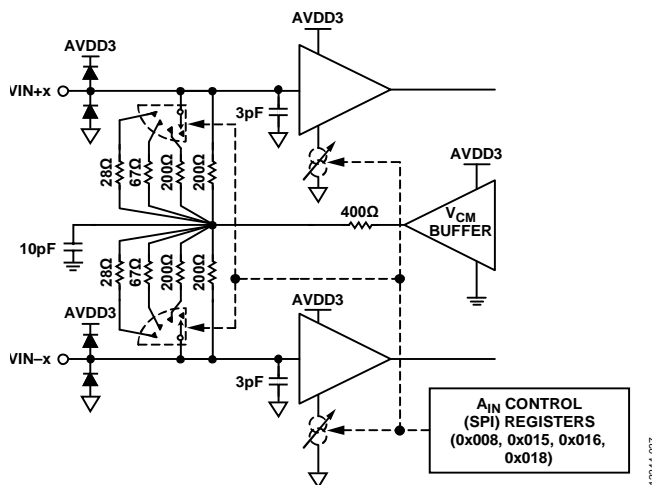 AVDD3
AVDD3
VIN+x
3pF
28Ω
67Ω
200Ω
200Ω
AVDD3
400Ω
VCM
BUFFER
10pF
28Ω
67Ω
200Ω
200Ω
AVDD3
AVDD3
VIN–x
3pF
AIN CONTROL
(SPI) REGISTERS
(0x008, 0x015, 0x016,
0x018)